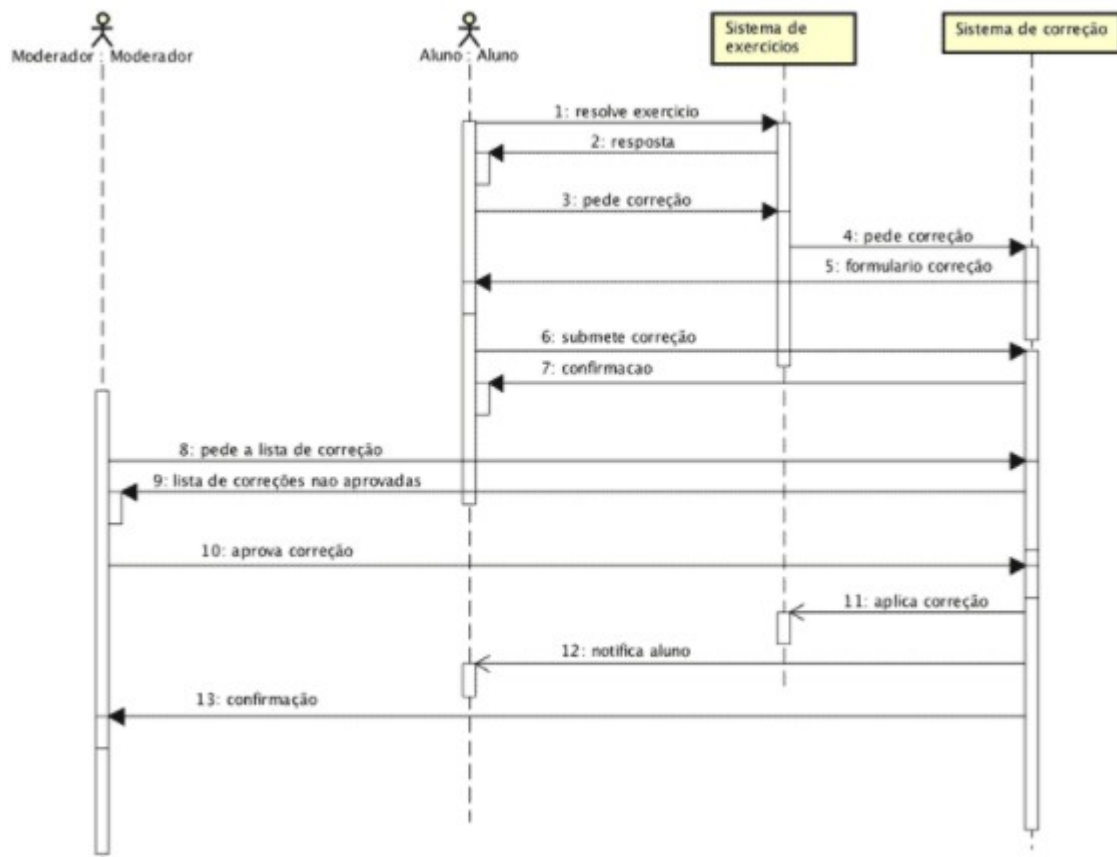 Moderador : Moderador
Aluno : Aluno
Sistema de
exercicios
Sistema de correção
1: resolve exercicio
2: resposta
3: pede correção
4: pede correção
5: formulario correção
6: submete correção
7: confirmacao
8: pede a lista de correção
9: lista de correções nao aprovadas
10: aprova correção
11: aplica correção
12: notifica aluno
13: confirmação